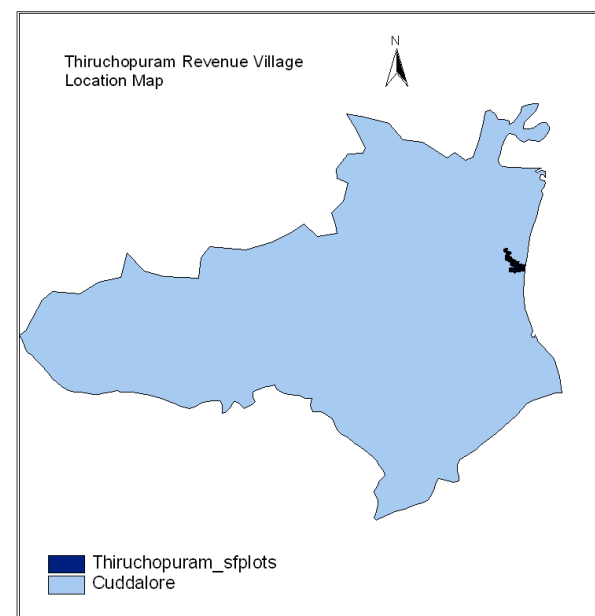 Thiruchopuram Revenue Village
Location Map
N
Thiruchopuram_sfplots
Cuddalore